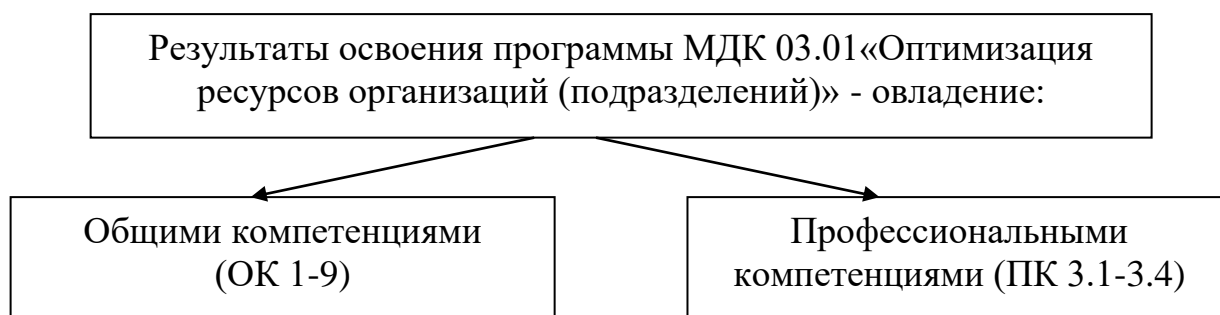 Результаты освоения программы МДК 03.01«Оптимизация
ресурсов организаций (подразделений)» - овладение:
Общими компетенциями
(ОК 1-9)
Профессиональными
компетенциями (ПК 3.1-3.4)